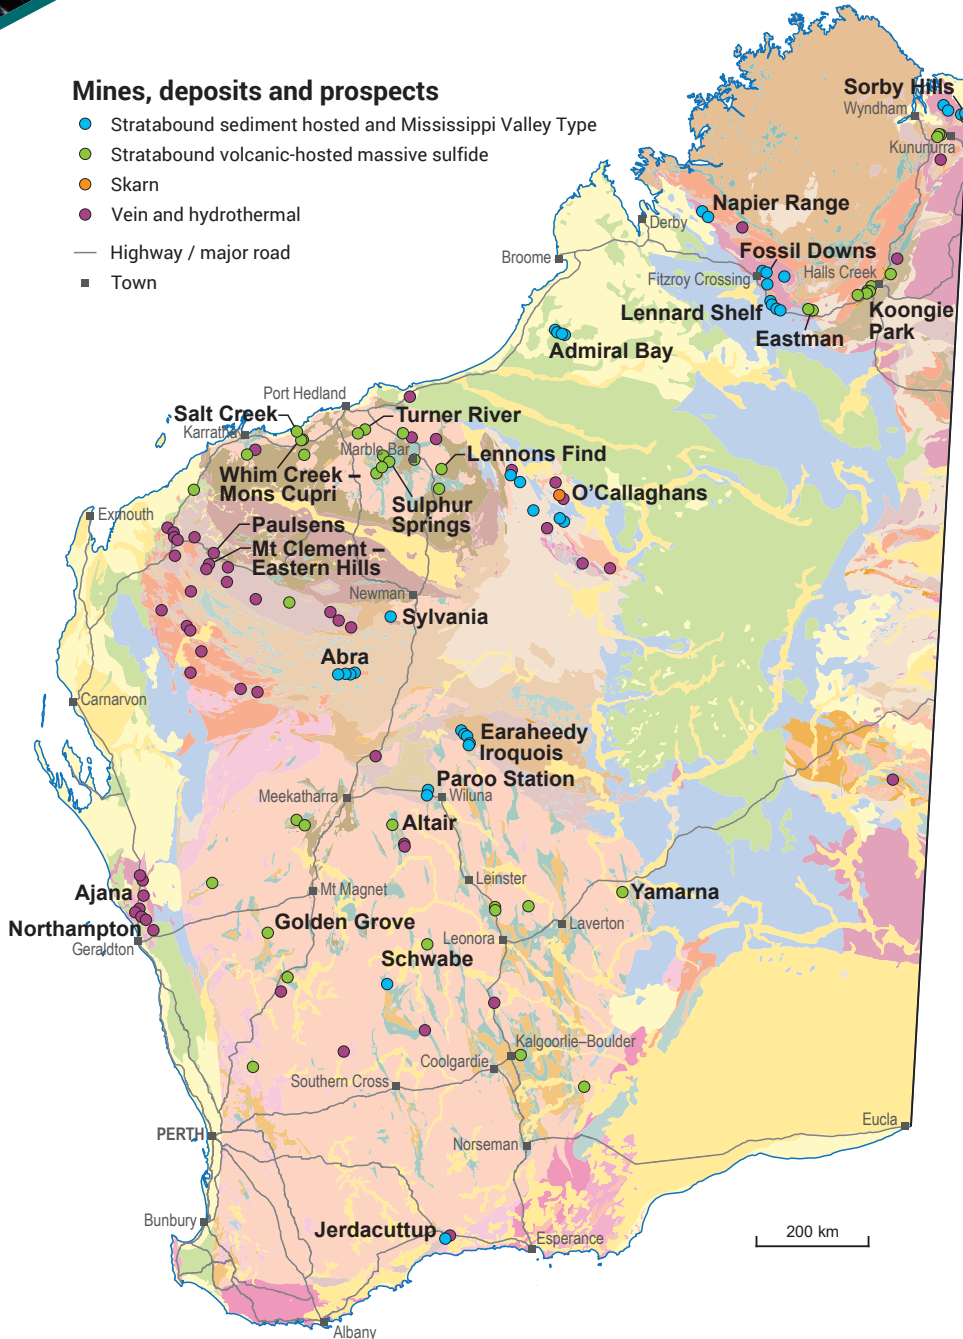 Mines, deposits and prospects
Stratabound sediment hosted and Mississippi Valley Type
Stratabound volcanic-hosted massive sulfide
Skarn
Vein and hydrothermal
Highway / major road
Town
Sorby Hills
Wyndham
Kununurra
Napier Range
Derby
Broome
Fossil Downs
Fitzroy Crossing
Halls Creek
Lennard Shelf
Koongie
Park
Eastman
Admiral Bay
Port Hedland
Salt Creek
Karratha
Turner River
Marble Bar
Lennons Find
Whim Creek –
Mons Cupri
O'Callaghans
Sulphur
Springs
Exmouth
Paulsens
Mt Clement –
Eastern Hills
Newman
Sylvania
Abra
Carnarvon
Earaheedy
Iroquois
Paroo Station
Meekatharra
Wiluna
Altair
Leinster
Ajana
Mt Magnet
Yamarna
Northampton
Golden Grove
Laverton
Geraldton
Leonora
Schwabe
Kalgoorlie–Boulder
Coolgardie
Southern Cross
Eucla
PERTH
Norseman
Bunbury
Jerdacuttup
Esperance
200 km
Albany